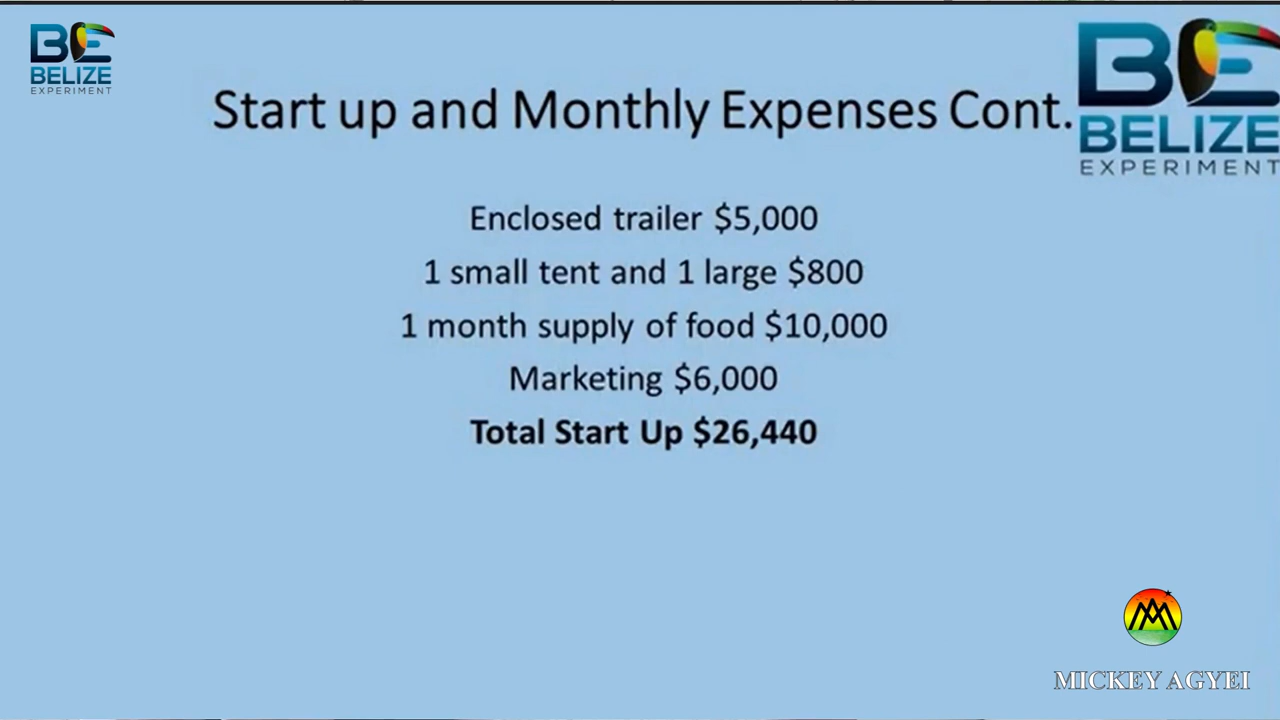 BE
BELIZE
EXPERIMENT
BE
BELIZE
EXPERIMENT
Start up and Monthly Expenses Cont.
Enclosed trailer $5,000
1 small tent and 1 large $800
1 month supply of food $10,000
Marketing $6,000
Total Start Up $26,440
MICKEY AGYEI